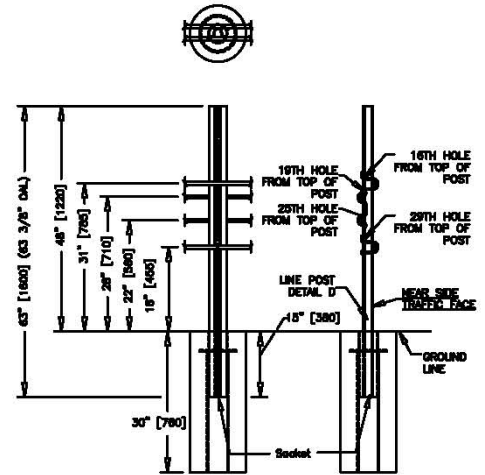 63" [1600] (63 3/8" OAL)
48" [1220]
31" [785]
28" [710]
22" [560]
18" [455]
30" [760]
15" [380]
19TH HOLE
FROM TOP OF
POST
25TH HOLE
FROM TOP OF
POST
16TH HOLE
FROM TOP OF
POST
29TH HOLE
FROM TOP OF
POST
LINE POST
DETAIL D
NEAR SIDE
TRAFFIC FACE
GROUND
LINE
Socket